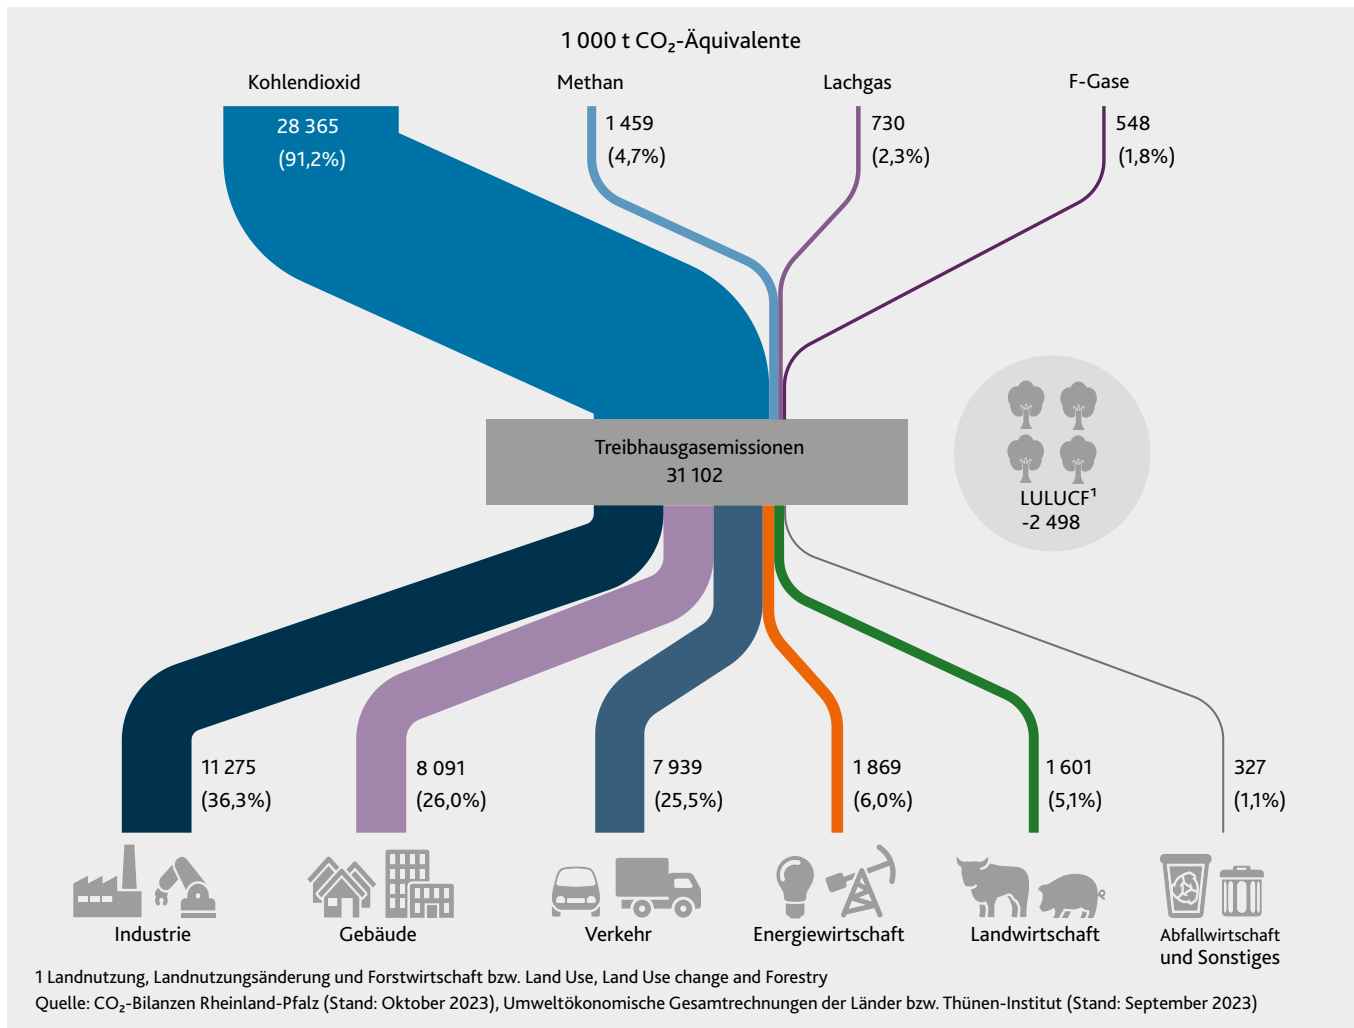 1 000 t CO₂-Äquivalente
Kohlendioxid
Methan
Lachgas
F-Gase
28 365
(91,2%)
1 459
(4,7%)
730
(2,3%)
548
(1,8%)
Treibhausgasemissionen
31 102
LULUCF¹
-2 498
11 275
(36,3%)
8 091
(26,0%)
7 939
(25,5%)
1 869
(6,0%)
1 601
(5,1%)
327
(1,1%)
Industrie
Gebäude
Verkehr
Energiewirtschaft
Landwirtschaft
Abfallwirtschaft
und Sonstiges
1 Landnutzung, Landnutzungsänderung und Forstwirtschaft bzw. Land Use, Land Use change and Forestry
Quelle: CO₂-Bilanzen Rheinland-Pfalz (Stand: Oktober 2023), Umweltökonomische Gesamtrechnungen der Länder bzw. Thünen-Institut (Stand: September 2023)